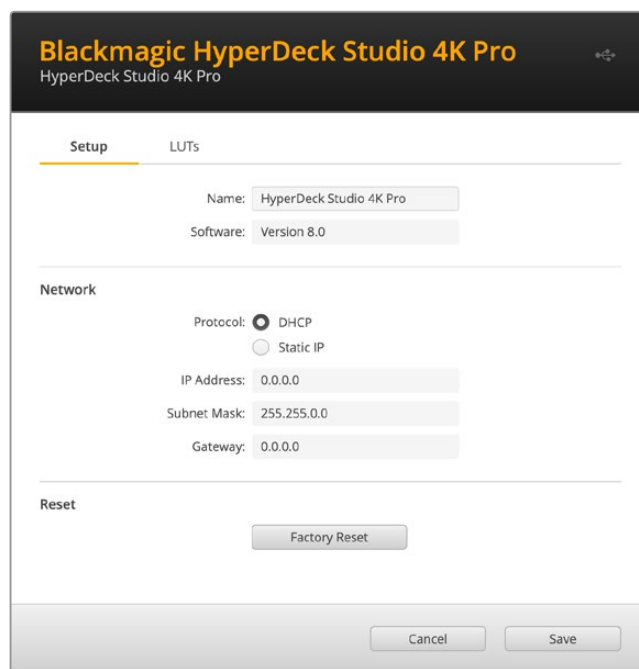 Blackmagic HyperDeck Studio 4K Pro
HyperDeck Studio 4K Pro
Setup LUTs
Name: HyperDeck Studio 4K Pro
Software: Version 8.0
Network
Protocol: DHCP
Static IP
IP Address: 0.0.0.0
Subnet Mask: 255.255.0.0
Gateway: 0.0.0.0
Reset
Factory Reset
Cancel Save